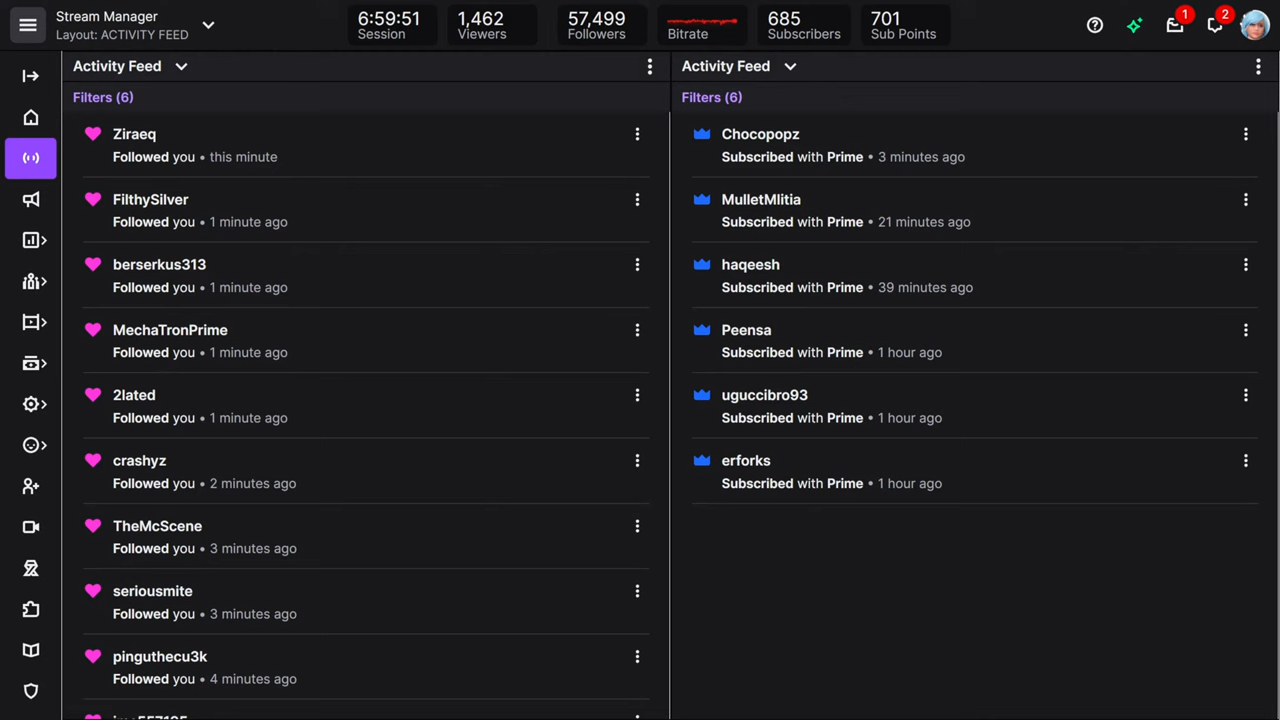 Stream Manager
Layout: ACTIVITY FEED
6:59:51
Session
1,462
Viewers
57,499
Followers
Bitrate
685
Subscribers
701
Sub Points
1
2
Activity Feed
Filters (6)
Ziraeq
Followed you • this minute
FilthySilver
Followed you • 1 minute ago
berserkus313
Followed you • 1 minute ago
MechaTronPrime
Followed you • 1 minute ago
2lated
Followed you • 1 minute ago
crashyz
Followed you • 2 minutes ago
TheMcScene
Followed you • 3 minutes ago
seriousmite
Followed you • 3 minutes ago
pinguthecu3k
Followed you • 4 minutes ago
Activity Feed
Filters (6)
Chocopopz
Subscribed with Prime • 3 minutes ago
MulletMlitia
Subscribed with Prime • 21 minutes ago
haqeesh
Subscribed with Prime • 39 minutes ago
Peensa
Subscribed with Prime • 1 hour ago
uguccibro93
Subscribed with Prime • 1 hour ago
erforks
Subscribed with Prime • 1 hour ago